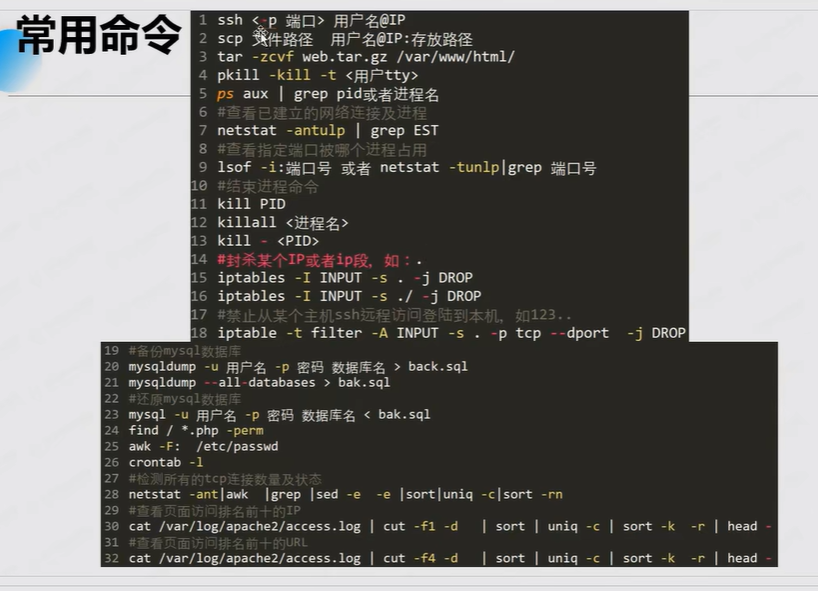 常用命令
1 ssh <-p 端口> 用户名@IP
2 scp 文件路径  用户名@IP:存放路径
3 tar -zcvf web.tar.gz /var/www/html/
4 pkill -kill -t <用户tty>
5 ps aux | grep pid或者进程名
6 #查看已建立的网络连接及进程
7 netstat -antulp | grep EST
8 #查看指定端口被哪个进程占用
9 lsof -i:端口号 或者 netstat -tunlp|grep 端口号
10 #结束进程命令
11 kill PID
12 killall <进程名>
13 kill - <PID>
14 #封杀某个IP或者ip段，如：.
15 iptables -I INPUT -s . -j DROP
16 iptables -I INPUT -s ./ -j DROP
17 #禁止从某个主机ssh远程访问登陆到本机，如123..
18 iptable -t filter -A INPUT -s . -p tcp --dport  -j DROP
19 #备份mysql数据库
20 mysqldump -u 用户名 -p 密码 数据库名 > back.sql
21 mysqldump --all-databases > bak.sql
22 #还原mysql数据库
23 mysql -u 用户名 -p 密码 数据库名 < bak.sql
24 find / *.php -perm
25 awk -F:  /etc/passwd
26 crontab -l
27 #检测所有的tcp连接数量及状态
28 netstat -ant|awk  |grep |sed -e  -e |sort|uniq -c|sort -rn
29 #查看页面访问排名前十的IP
30 cat /var/log/apache2/access.log | cut -f1 -d   | sort | uniq -c | sort -k  -r | head -
31 #查看页面访问排名前十的URL
32 cat /var/log/apache2/access.log | cut -f4 -d   | sort | uniq -c | sort -k  -r | head -